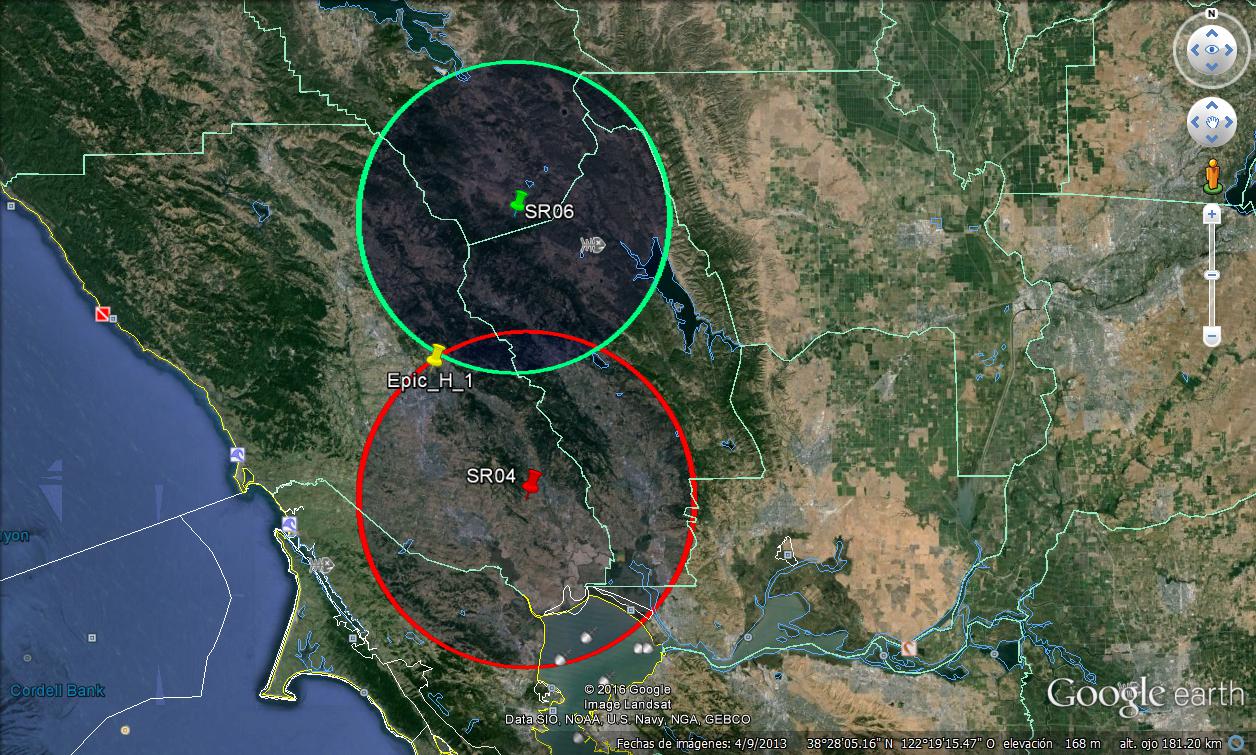 N
SR06
Epic_H_1
SR04
yon
Cordell Bank
© 2016 Google
Image Landsat
Data SIO, NOAA, U.S. Navy, NGA, GEBCO
Google earth
Fechas de imágenes: 4/9/2013 38°28'05.16" N 122°19'15.47" O elevación 168 m alt. ojo 181.20 km